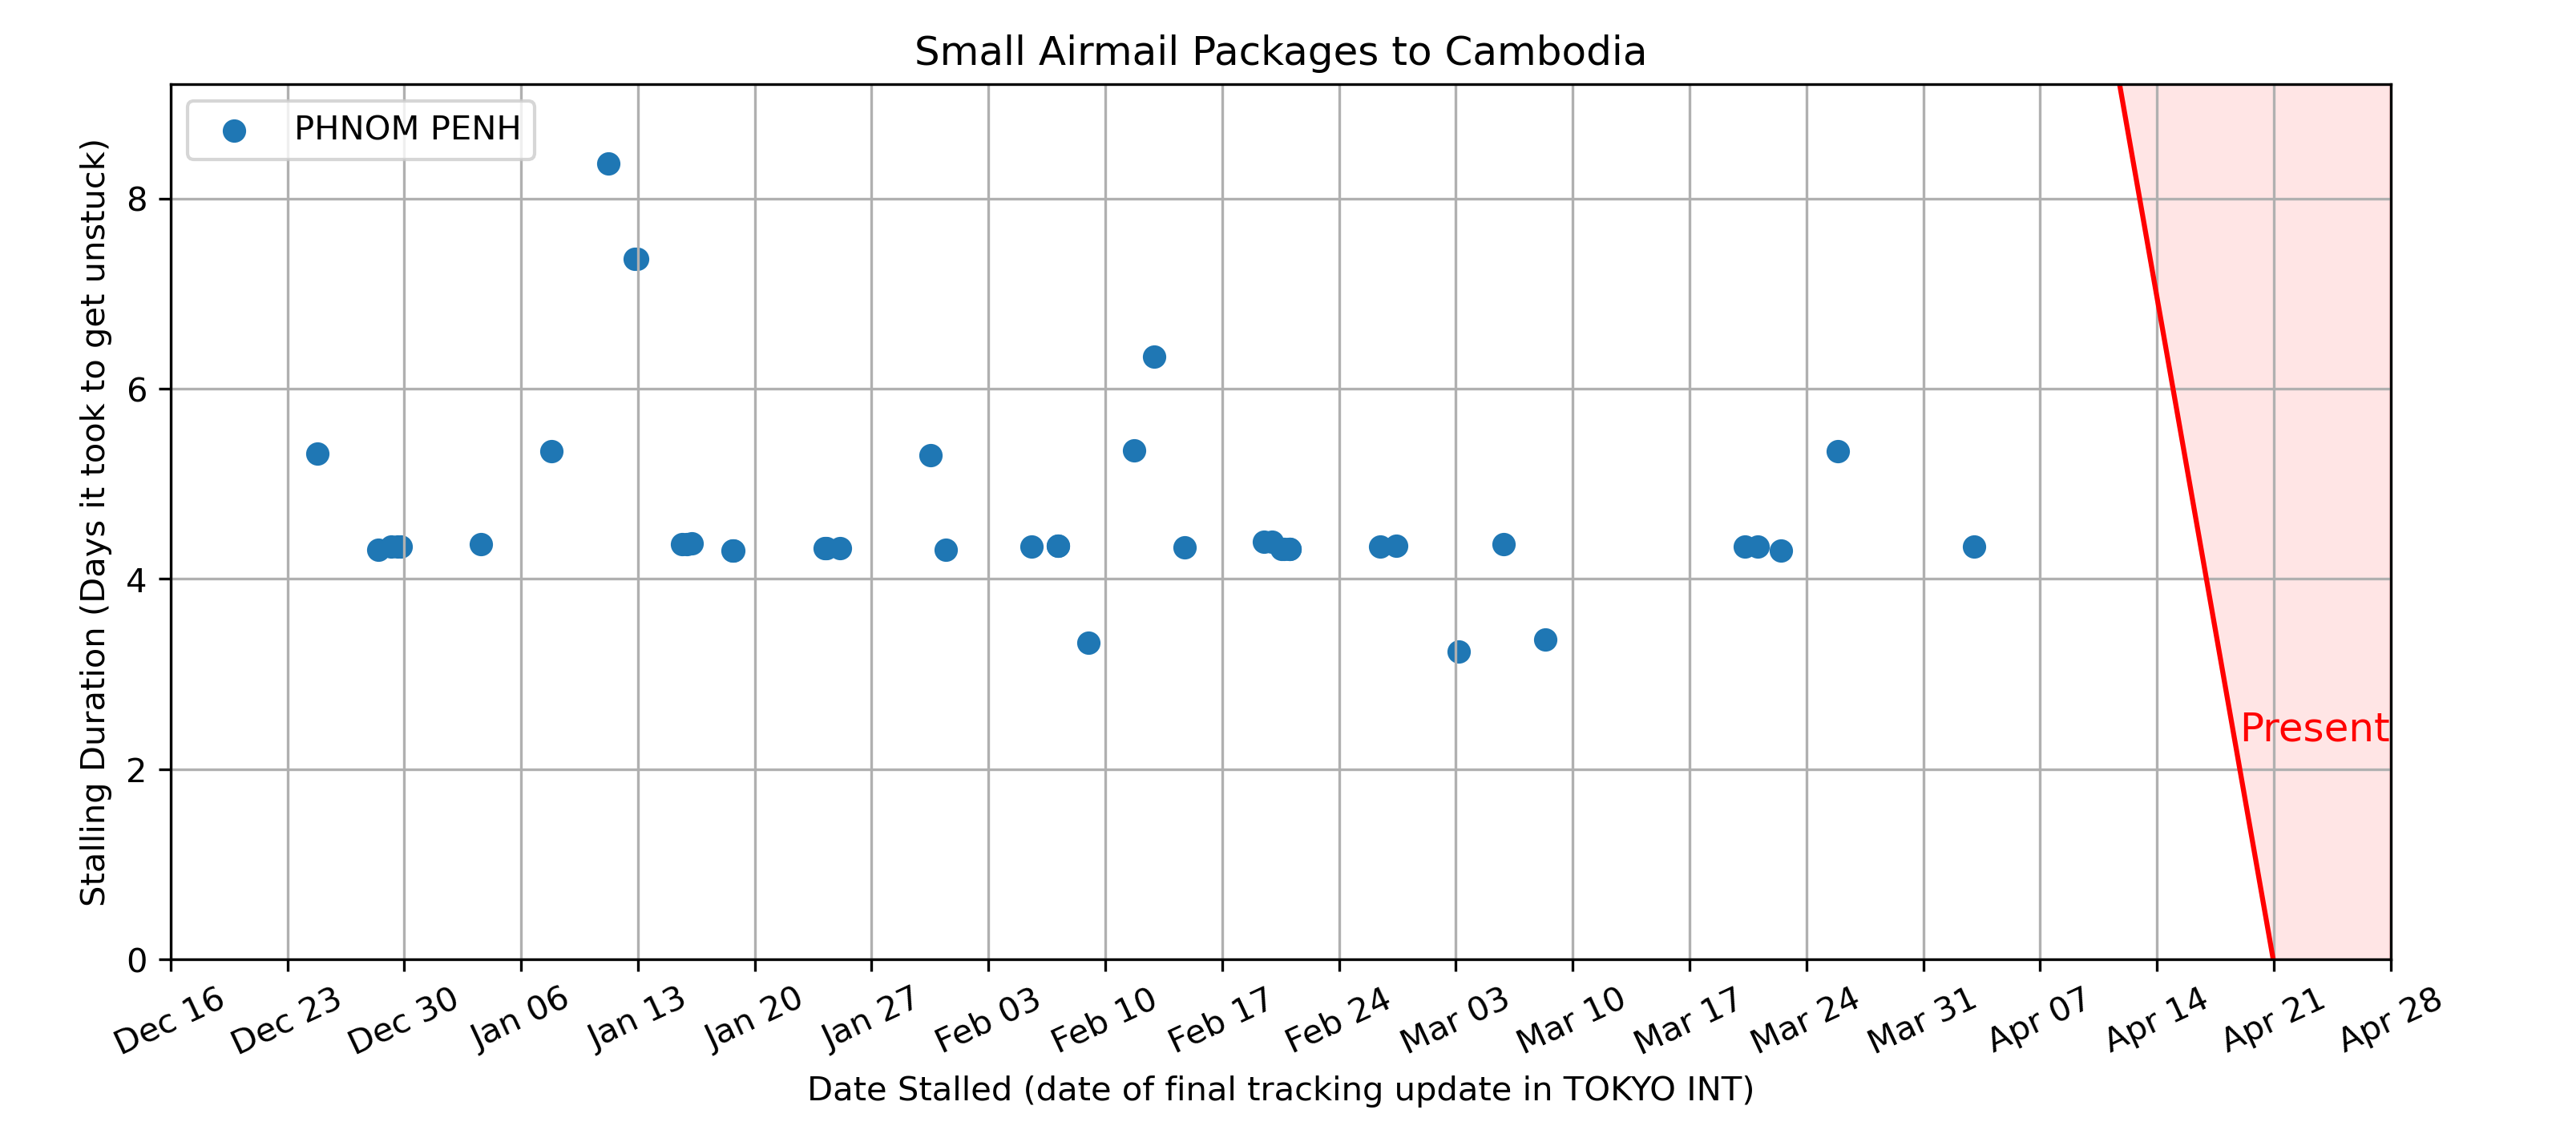 Small Airmail Packages to Cambodia
PHNOM PENH
Stalling Duration (Days it took to get unstuck)
8
6
4
2
0
Present
Dec 16
Dec 23
Dec 30
Jan 06
Jan 13
Jan 20
Jan 27
Feb 03
Feb 10
Feb 17
Feb 24
Mar 03
Mar 10
Mar 17
Mar 24
Mar 31
Apr 07
Apr 14
Apr 21
Apr 28
Date Stalled (date of final tracking update in TOKYO INT)